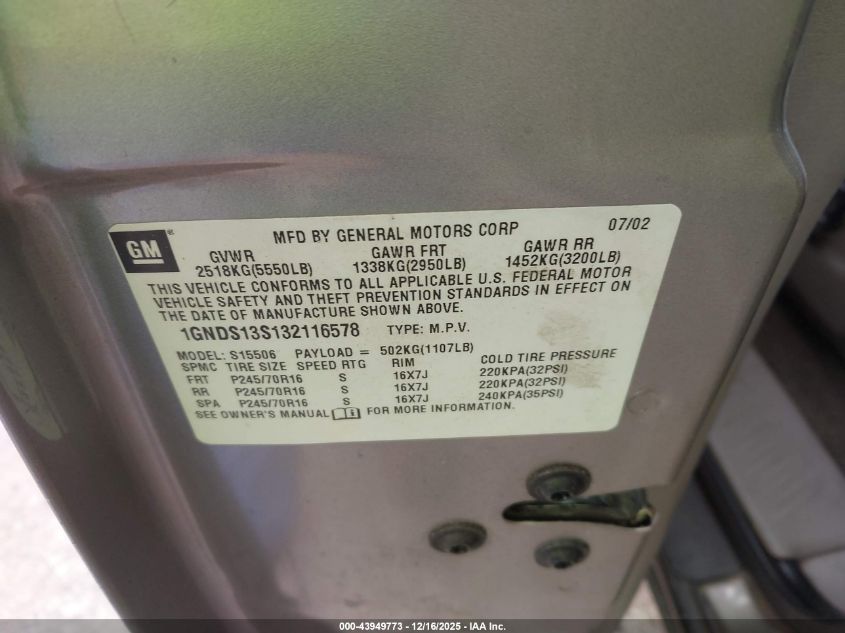 GM ®
MFD BY GENERAL MOTORS CORP 07/02
GVWR GAWR FRT GAWR RR
2518KG(5550LB) 1338KG(2950LB) 1452KG(3200LB)
THIS VEHICLE CONFORMS TO ALL APPLICABLE U.S. FEDERAL MOTOR
VEHICLE SAFETY AND THEFT PREVENTION STANDARDS IN EFFECT ON
THE DATE OF MANUFACTURE SHOWN ABOVE.
1GNDS13S132116578 TYPE: M.P.V.
MODEL: S15506 PAYLOAD = 502KG(1107LB)
SPMC TIRE SIZE SPEED RTG RIM COLD TIRE PRESSURE
FRT P245/70R16 S 16X7J 220KPA(32PSI)
RR P245/70R16 S 16X7J 220KPA(32PSI)
SPA P245/70R16 S 16X7J 240KPA(35PSI)
SEE OWNER'S MANUAL FOR MORE INFORMATION.
000-43949773 - 12/16/2025 - IAA Inc.